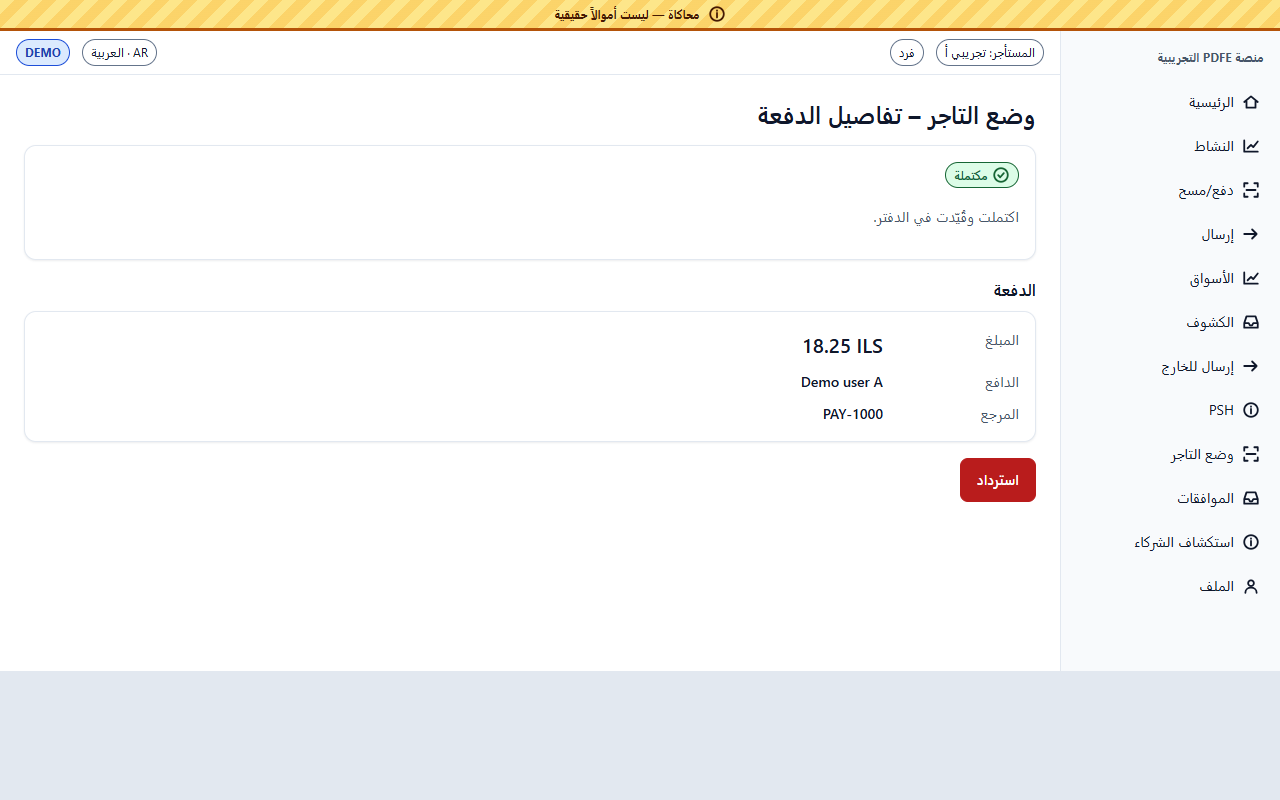 محاكاة — ليست أموالاً حقيقية
منصة PDFE التجريبية
الرئيسية
النشاط
دفع/مسح
إرسال
الأسواق
الكشوف
إرسال للخارج
PSH
وضع التاجر
الموافقات
استكشاف الشركاء
الملف
المستأجر: تجريبي أ
فرد
AR · العربية
DEMO
وضع التاجر – تفاصيل الدفعة
مكتملة
اكتملت وقُيّدت في الدفتر.
الدفعة
المبلغ 18.25 ILS
الدافع Demo user A
المرجع PAY-1000
استرداد